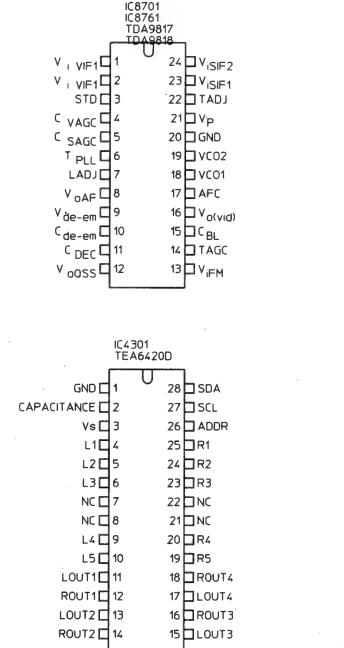 IC8701
IC8761
TDA9817
TDA9818
V i VIF1 1 24 ViSIF2
V i VIF1 2 23 ViSIF1
STD 3 22 TADJ
C VAGC 4 21 VP
C SAGC 5 20 GND
T PLL 6 19 VCO2
LADJ 7 18 VCO1
V oAF 8 17 AFC
V de-em 9 16 Vo(vid)
C de-em 10 15 CBL
C DEC 11 14 TAGC
V oQSS 12 13 ViFM
IC4301
TEA6420D
GND 1 28 SDA
CAPACITANCE 2 27 SCL
Vs 3 26 ADDR
L1 4 25 R1
L2 5 24 R2
L3 6 23 R3
NC 7 22 NC
NC 8 21 NC
L4 9 20 R4
L5 10 19 R5
LOUT1 11 18 ROUT4
ROUT1 12 17 LOUT4
LOUT2 13 16 ROUT3
ROUT2 14 15 LOUT3